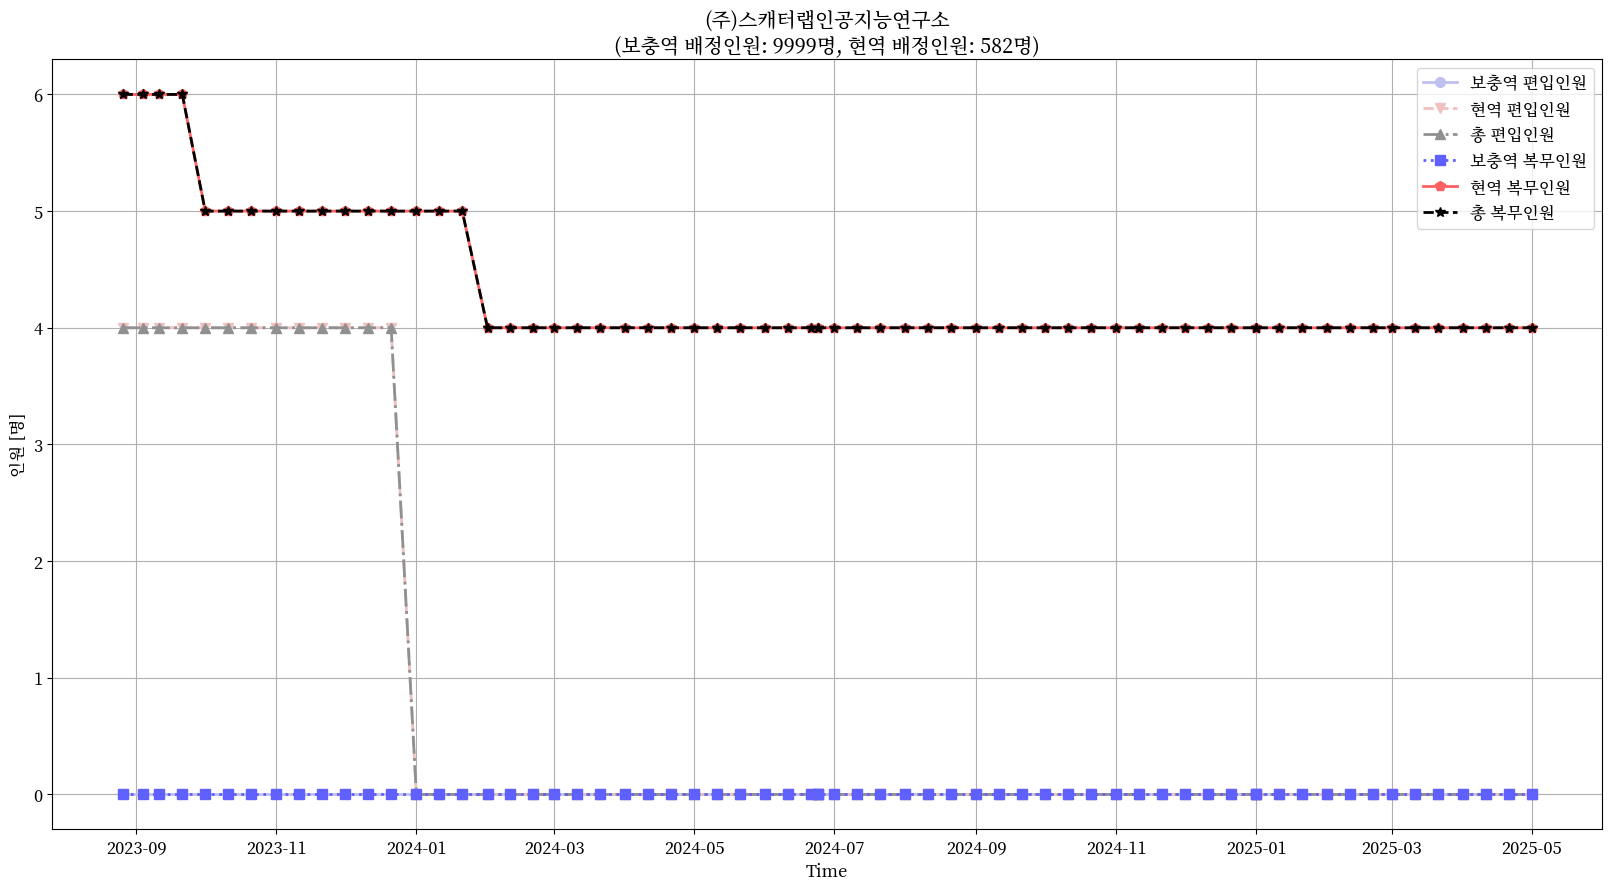 (주)스캐터랩인공지능연구소
(보충역 배정인원: 9999명, 현역 배정인원: 582명)
보충역 편입인원
현역 편입인원
총 편입인원
보충역 복무인원
현역 복무인원
총 복무인원
6
5
4
3
2
1
0
인원 [명]
2023-09
2023-11
2024-01
2024-03
2024-05
2024-07
2024-09
2024-11
2025-01
2025-03
2025-05
Time